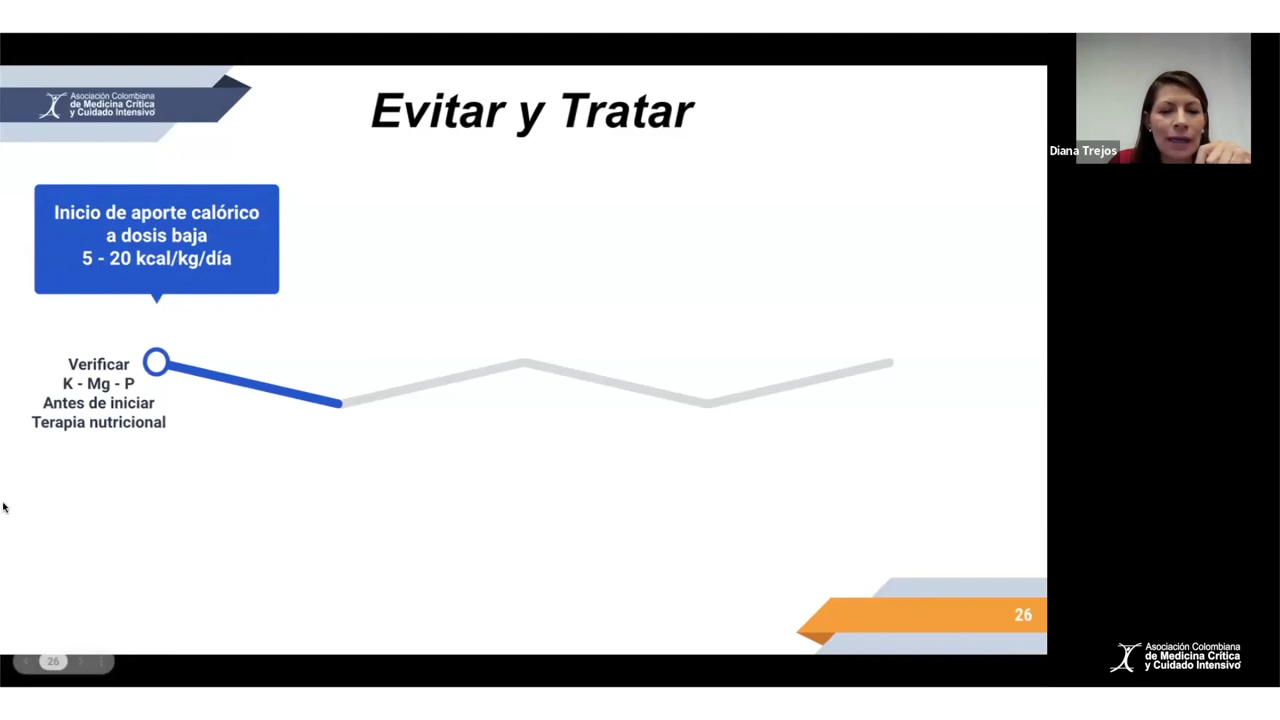 Asociación Colombiana
de Medicina Crítica
y Cuidado Intensivo
Evitar y Tratar
Diana Trejos
Inicio de aporte calórico
a dosis baja
5 - 20 kcal/kg/día
Verificar
K - Mg - P
Antes de iniciar
Terapia nutricional
26
26
Asociación Colombiana
de Medicina Crítica
y Cuidado Intensivo